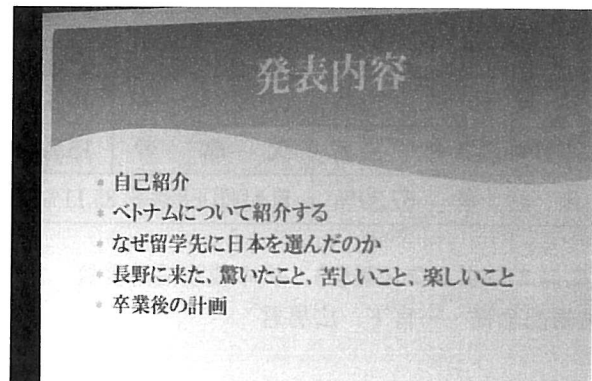 発表内容
• 自己紹介
• ベトナムについて紹介する
• なぜ留学先に日本を選んだのか
• 長野に来た、驚いたこと、苦しいこと、楽しいこと
• 卒業後の計画